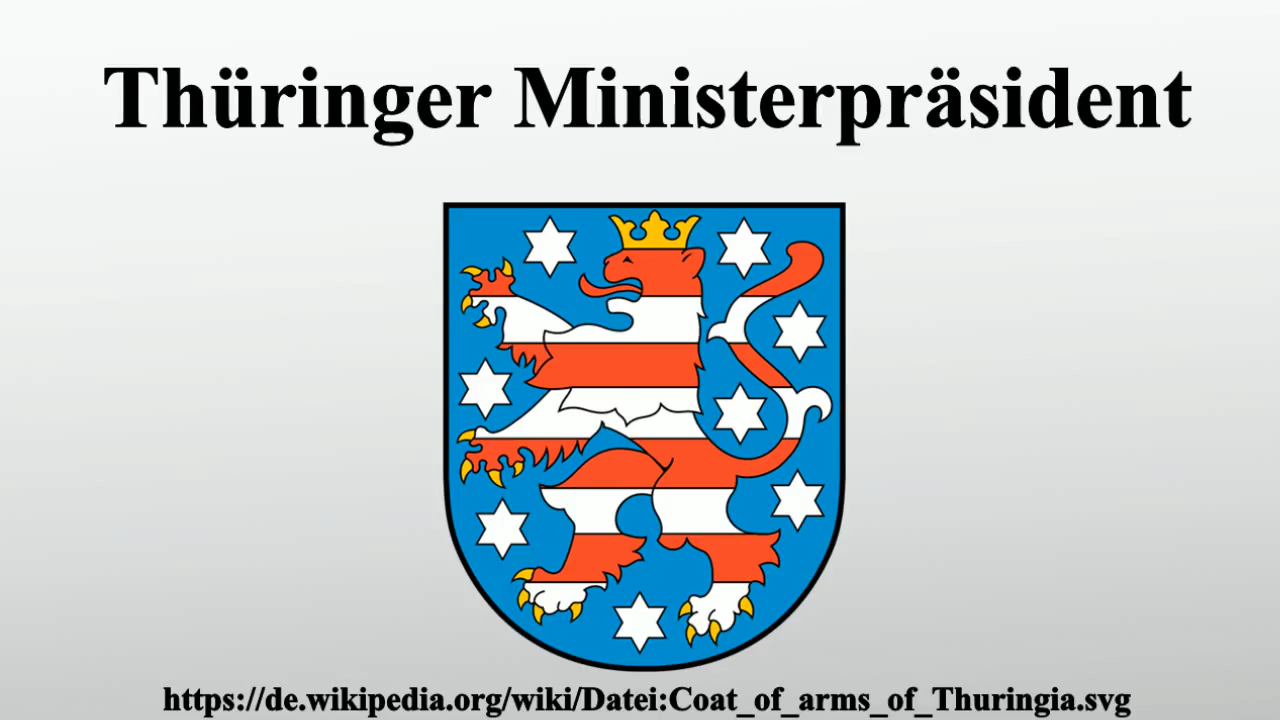 Thüringer Ministerpräsident
https://de.wikipedia.org/wiki/Datei:Coat_of_arms_of_Thuringia.svg